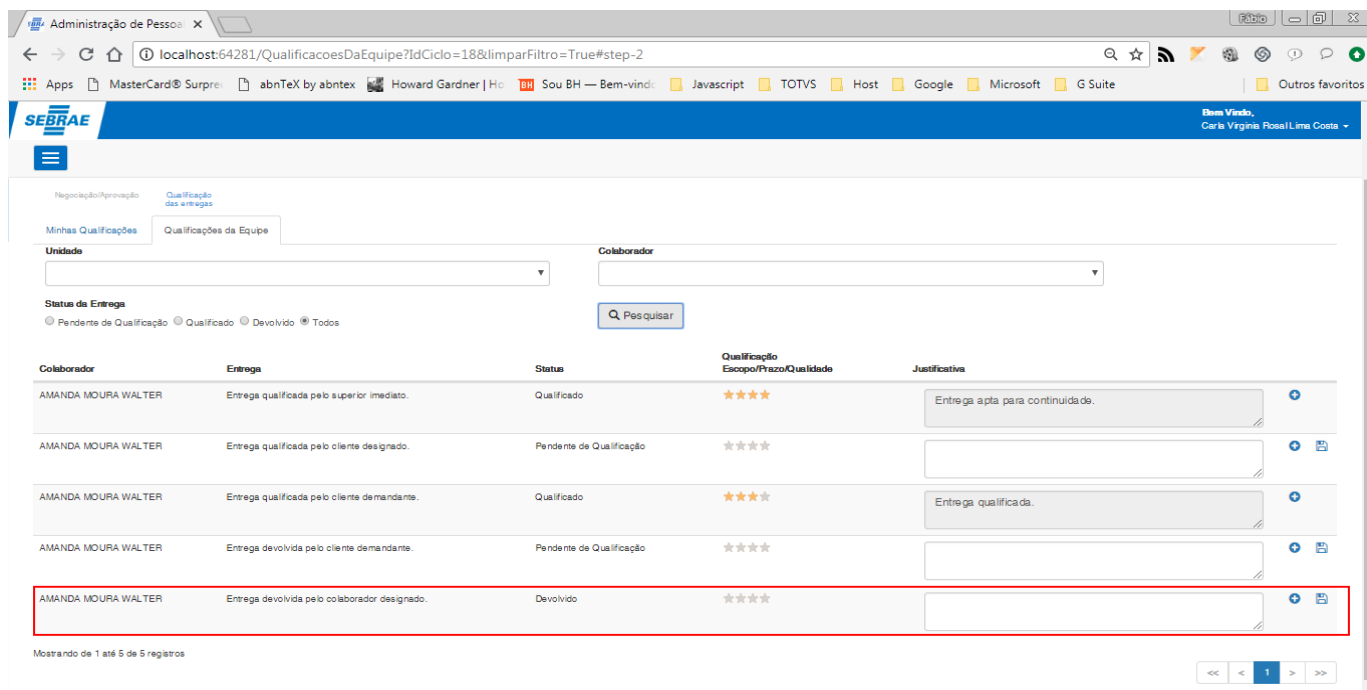 Administração de Pessoal
Fábio
localhost:64281/QualificacoesDaEquipe?IdCiclo=18&limparFiltro=True#step-2
Apps MasterCard® Surpre abnTeX by abntex Howard Gardner | Ho Sou BH — Bem-vindo Javascript TOTVS Host Google Microsoft G Suite Outros favoritos
SEBRAE
Bem Vindo,
Carla Virginia Rosal Lima Costa
Negociação/Aprovação Qualificação
das entregas
Minhas Qualificações Qualificações da Equipe
Unidade Colaborador
Status da Entrega
Pendente de Qualificação Qualificado Devolvido Todos Pesquisar
Qualificação
Colaborador Entrega Status Escopo/Prazo/Qualidade Justificativa
AMANDA MOURA WALTER Entrega qualificada pelo superior imediato. Qualificado Entrega apta para continuidade.
AMANDA MOURA WALTER Entrega qualificada pelo cliente designado. Pendente de Qualificação
AMANDA MOURA WALTER Entrega qualificada pelo cliente demandante. Qualificado Entrega qualificada.
AMANDA MOURA WALTER Entrega devolvida pelo cliente demandante. Pendente de Qualificação
AMANDA MOURA WALTER Entrega devolvida pelo colaborador designado. Devolvido
Mostrando de 1 até 5 de 5 registros
<< < 1 > >>